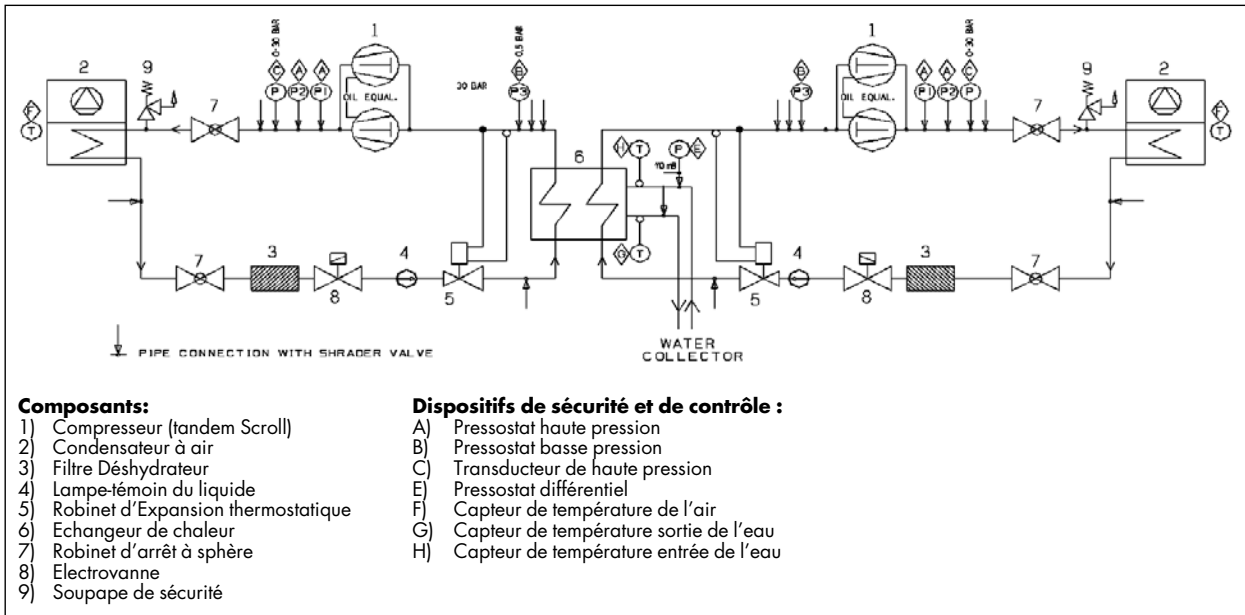 1
1
2
9
0-30 BAR
C
A
A
P
P2
P1
OIL EQUAL.
30 BAR
0.5 BAR
B
P3
B
P3
OIL EQUAL.
A
A
C
P1
P2
P
0-30 BAR
9
2
F
T
7
7
F
T
6
H
T
P
E
G
T
7
3
8
4
5
5
4
8
3
7
PIPE CONNECTION WITH SHRADER VALVE
WATER
COLLECTOR
Composants:
1) Compresseur (tandem Scroll)
2) Condensateur à air
3) Filtre Déshydrateur
4) Lampe-témoin du liquide
5) Robinet d'Expansion thermostatique
6) Echangeur de chaleur
7) Robinet d'arrêt à sphère
8) Electrovanne
9) Soupape de sécurité
Dispositifs de sécurité et de contrôle :
A) Pressostat haute pression
B) Pressostat basse pression
C) Transducteur de haute pression
E) Pressostat différentiel
F) Capteur de température de l'air
G) Capteur de température sortie de l'eau
H) Capteur de température entrée de l'eau